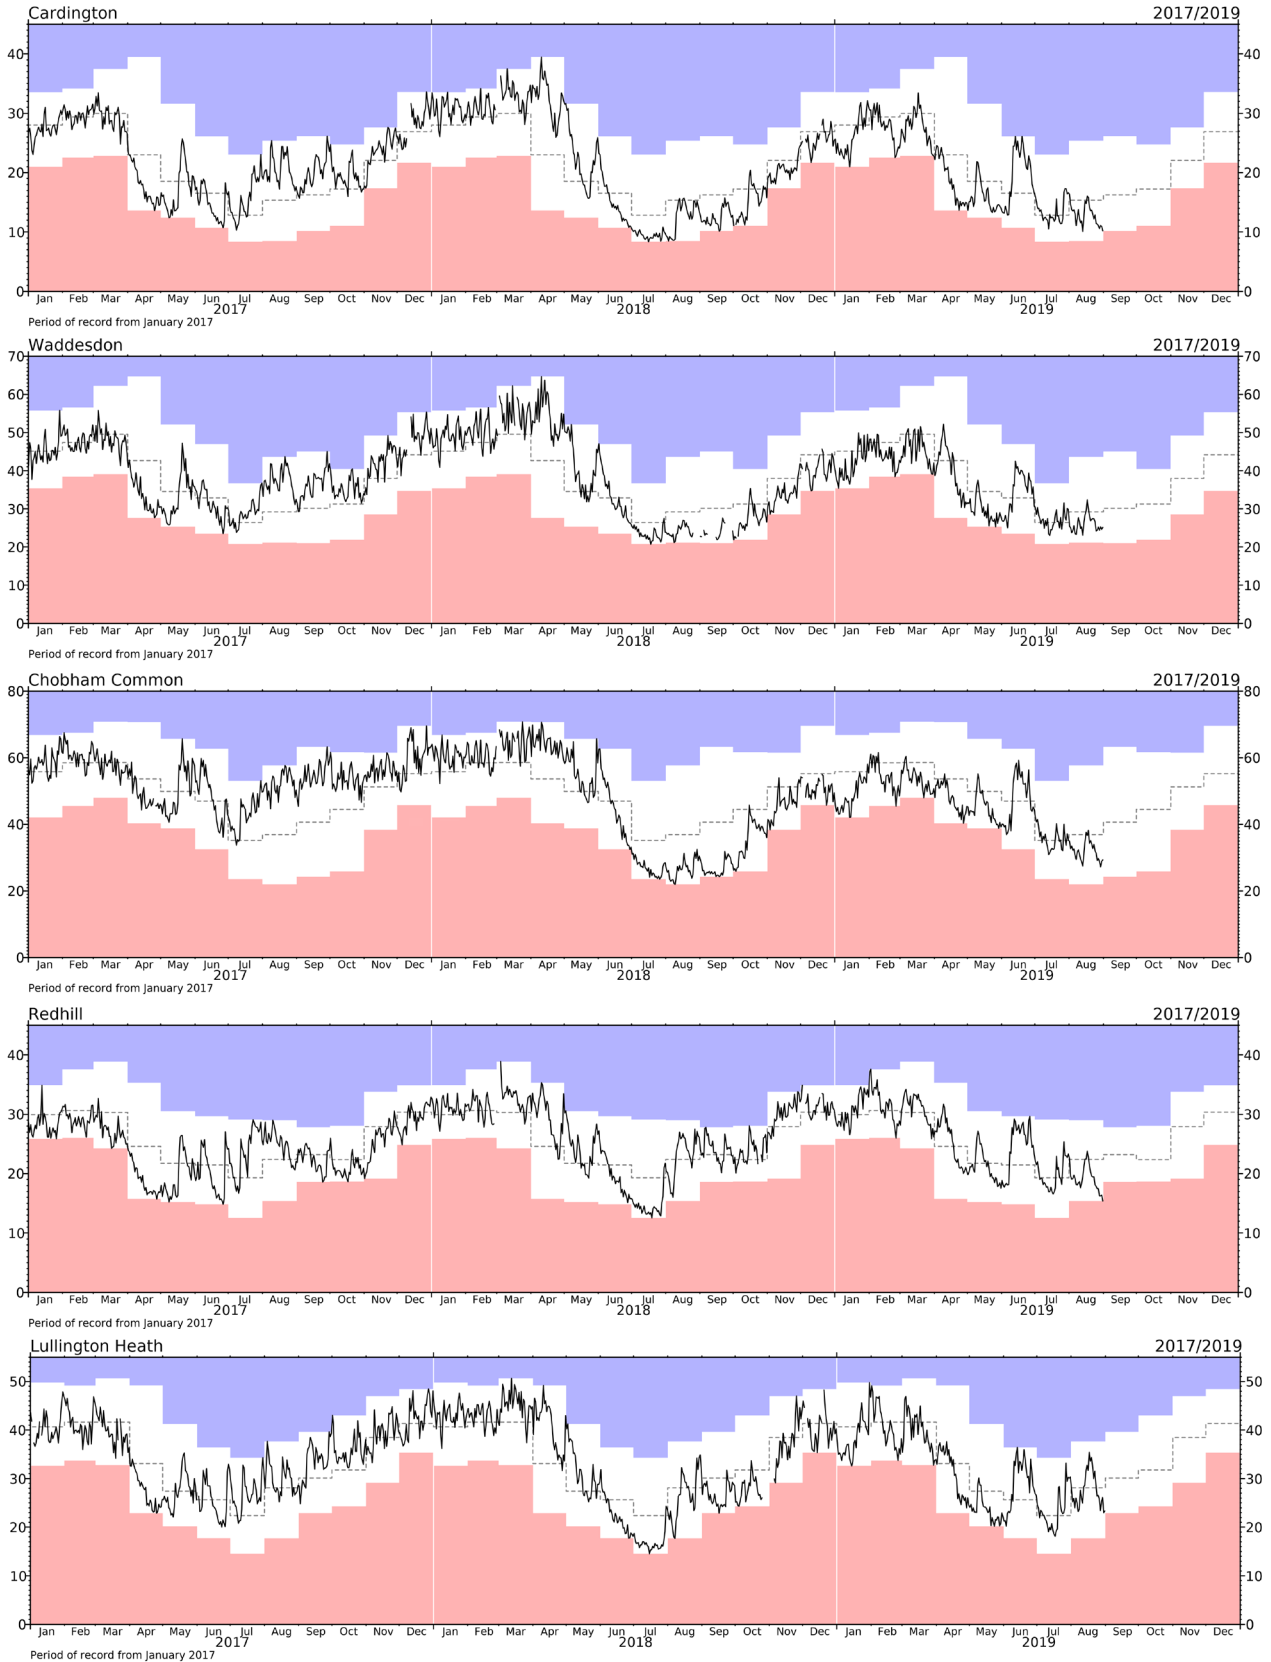 Cardington 2017/2019
40 40
30 30
20 20
10 10
0 0
Jan Feb Mar Apr May Jun Jul Aug Sep Oct Nov Dec Jan Feb Mar Apr May Jun Jul Aug Sep Oct Nov Dec Jan Feb Mar Apr May Jun Jul Aug Sep Oct Nov Dec
2017 2018 2019
Period of record from January 2017
Waddesdon 2017/2019
70 70
60 60
50 50
40 40
30 30
20 20
10 10
0 0
Jan Feb Mar Apr May Jun Jul Aug Sep Oct Nov Dec Jan Feb Mar Apr May Jun Jul Aug Sep Oct Nov Dec Jan Feb Mar Apr May Jun Jul Aug Sep Oct Nov Dec
2017 2018 2019
Period of record from January 2017
Chobham Common 2017/2019
80 80
60 60
40 40
20 20
0 0
Jan Feb Mar Apr May Jun Jul Aug Sep Oct Nov Dec Jan Feb Mar Apr May Jun Jul Aug Sep Oct Nov Dec Jan Feb Mar Apr May Jun Jul Aug Sep Oct Nov Dec
2017 2018 2019
Period of record from January 2017
Redhill 2017/2019
40 40
30 30
20 20
10 10
0 0
Jan Feb Mar Apr May Jun Jul Aug Sep Oct Nov Dec Jan Feb Mar Apr May Jun Jul Aug Sep Oct Nov Dec Jan Feb Mar Apr May Jun Jul Aug Sep Oct Nov Dec
2017 2018 2019
Period of record from January 2017
Lullington Heath 2017/2019
50 50
40 40
30 30
20 20
10 10
0 0
Jan Feb Mar Apr May Jun Jul Aug Sep Oct Nov Dec Jan Feb Mar Apr May Jun Jul Aug Sep Oct Nov Dec Jan Feb Mar Apr May Jun Jul Aug Sep Oct Nov Dec
2017 2018 2019
Period of record from January 2017